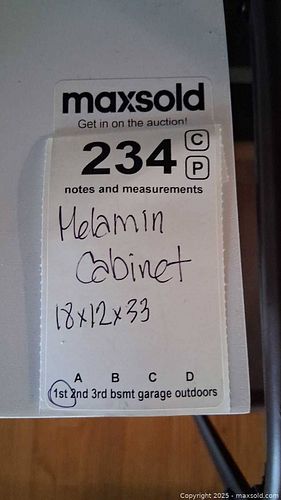 maxsold
Get in on the auction!
234 C
P
notes and measurements
Melamin
Cabinet
18x12x33
A B C D
1st 2nd 3rd bsmt garage outdoors
Copyright 2025 - maxsold.com